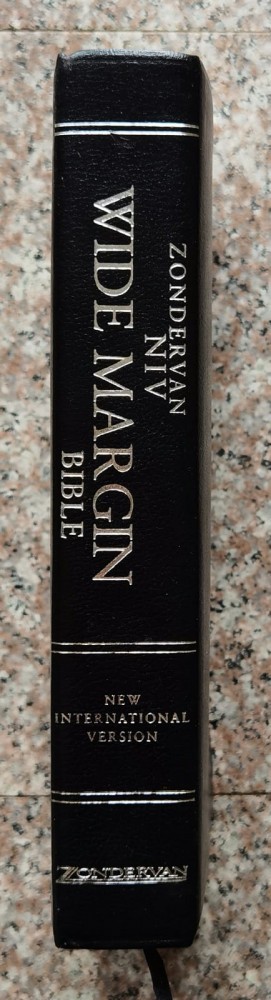 ZONDERVAN
NIV
WIDE MARGIN
BIBLE
NEW
INTERNATIONAL
VERSION
ZONDERVAN